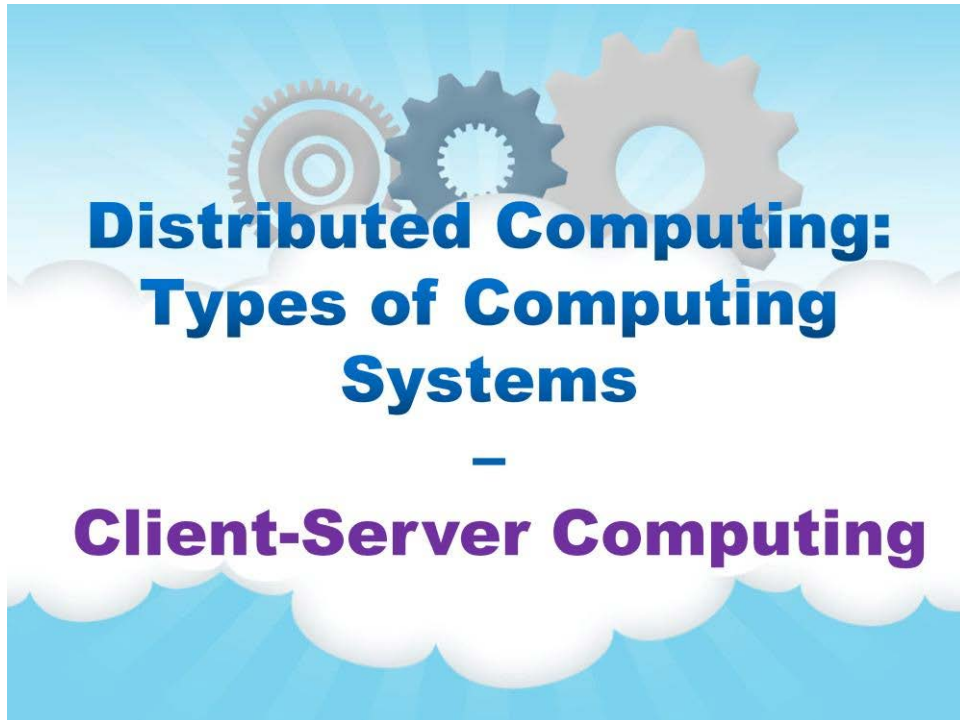 Distributed Computing:
Types of Computing
Systems
–
Client-Server Computing